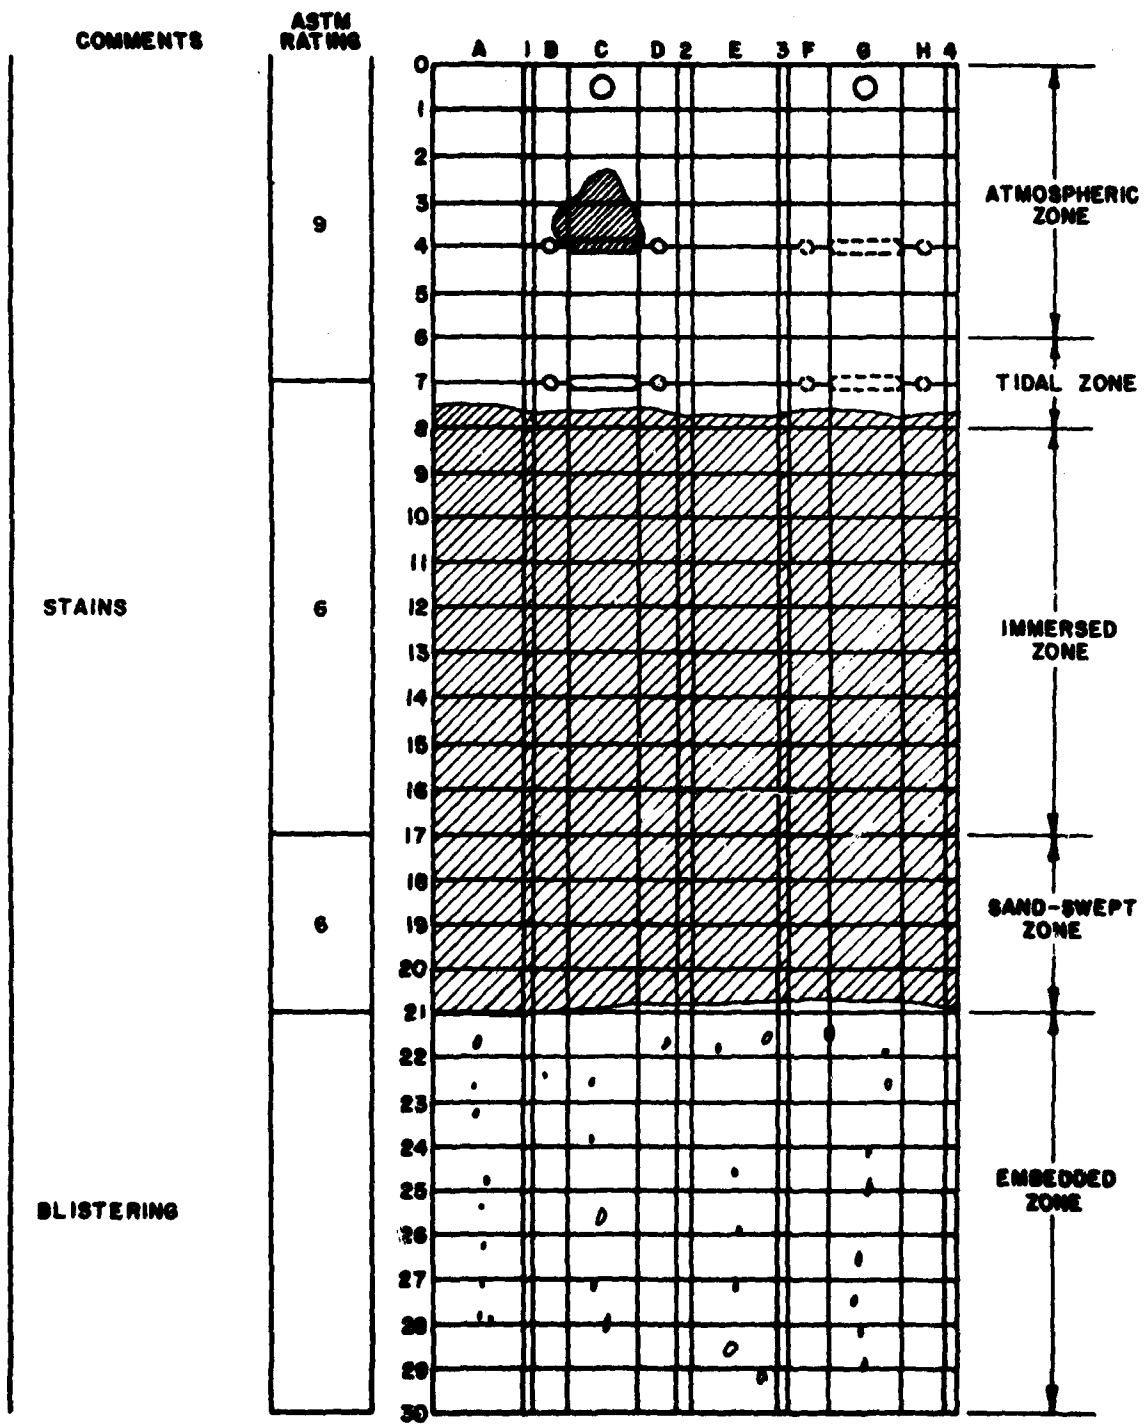 COMMENTS
ASTM
RATING
A 1 B C D 2 E 3 F G H 4
0
1
2
3
4
5
6
7
8
9
10
11
12
13
14
15
16
17
18
19
20
21
22
23
24
25
26
27
28
29
30
9
6
6
STAINS
BLISTERING
ATMOSPHERIC
ZONE
TIDAL ZONE
IMMERSED
ZONE
SAND-SWEPT
ZONE
EMBEDDED
ZONE